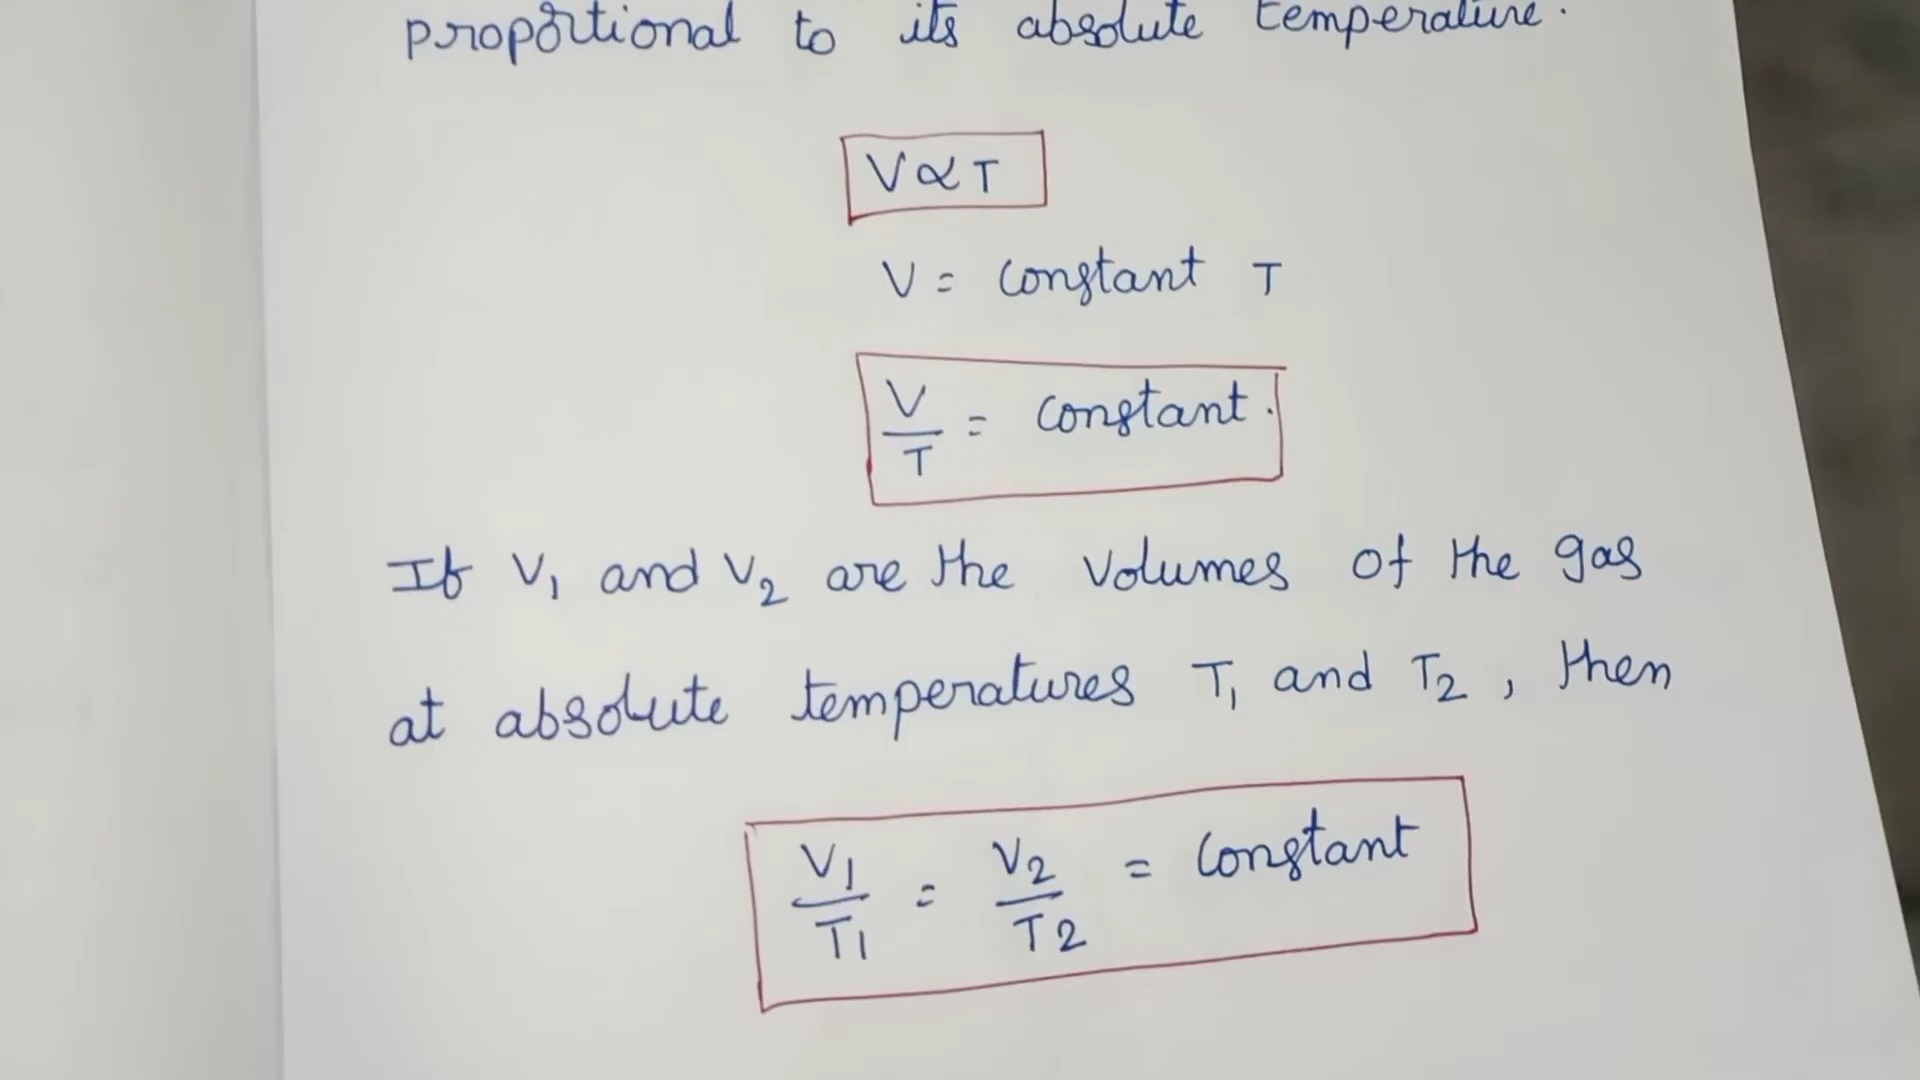 proportional to its absolute temperature.
V ∝ T
V = constant T
V/T = constant.
If V₁ and V₂ are the volumes of the gas
at absolute temperatures T₁ and T₂, then
V₁/T₁ = V₂/T₂ = constant